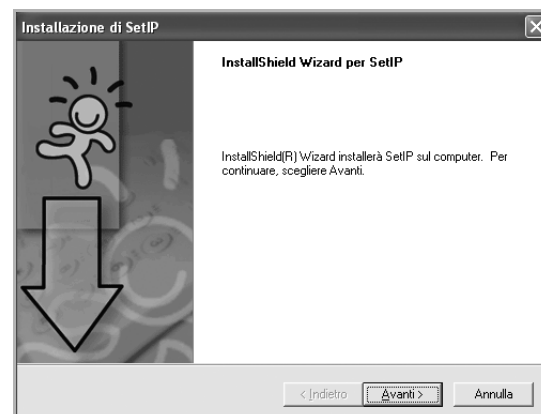 Installazione di SetIP
InstallShield Wizard per SetIP
InstallShield(R) Wizard installerà SetIP sul computer. Per
continuare, scegliere Avanti.
< Indietro
Avanti >
Annulla